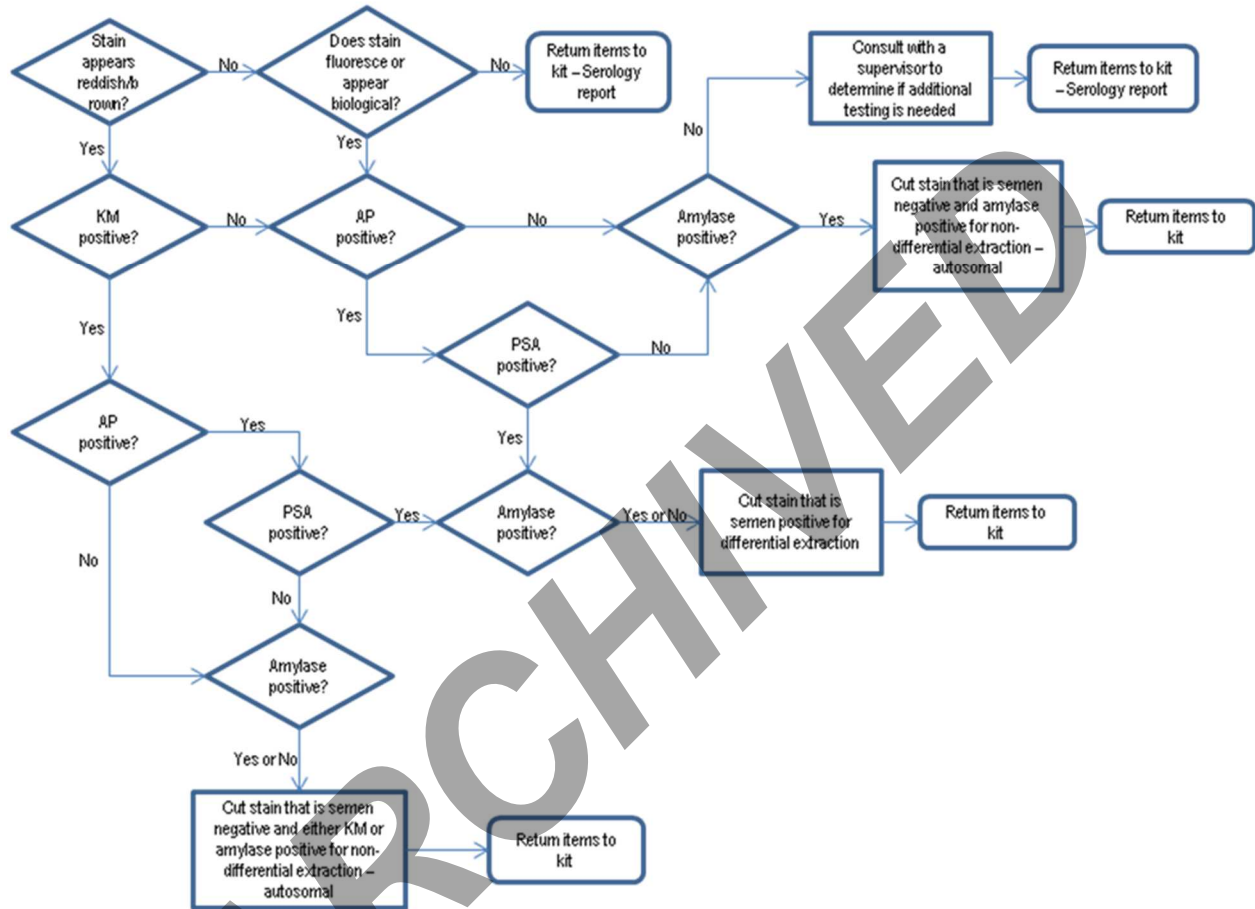 Stain
appears
reddish/b
rown?
No
Does stain
fluoresce or
appear
biological?
No
Return items to
kit – Serology
report
Consult with a
supervisor to
determine if additional
testing is needed
Return items to kit
– Serology report
Yes
Yes
No
KM
positive?
No
AP
positive?
No
Amylase
positive?
Yes
Cut stain that is semen
negative and amylase
positive for non-
differential extraction –
autosomal
Return items to
kit
Yes
Yes
PSA
positive?
No
AP
positive?
Yes
Yes
No
PSA
positive?
Yes
Amylase
positive?
Yes or No
Cut stain that is
semen positive for
differential extraction
Return items to
kit
No
Amylase
positive?
Yes or No
Cut stain that is semen
negative and either KM or
amylase positive for non-
differential extraction –
autosomal
Return items to
kit
ARCHIVED